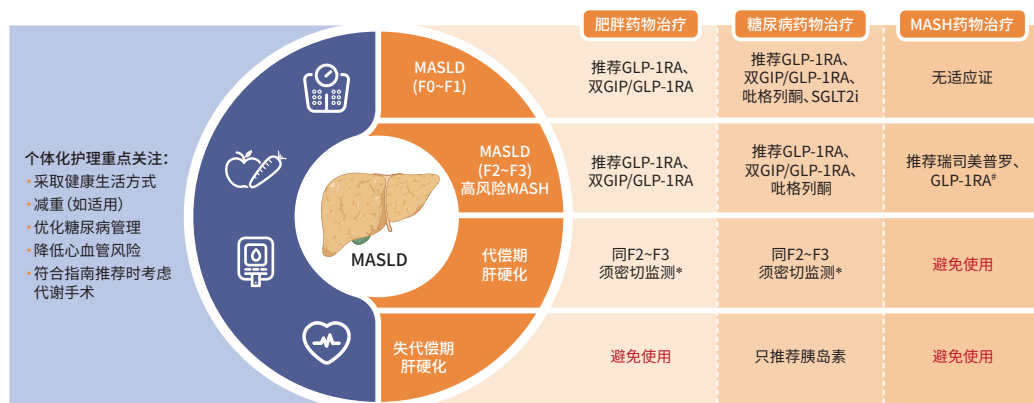 肥胖药物治疗
糖尿病药物治疗
MASH药物治疗
个体化护理重点关注：
·采取健康生活方式
·减重（如适用）
·优化糖尿病管理
·降低心血管风险
·符合指南推荐时考虑
代谢手术
MASLD
MASLD
(F0~F1)
推荐GLP-1RA、
双GIP/GLP-1RA
推荐GLP-1RA、
双GIP/GLP-1RA、
吡格列酮、SGLT2i
无适应证
MASLD
(F2~F3)
高风险MASH
推荐GLP-1RA、
双GIP/GLP-1RA
推荐GLP-1RA、
双GIP/GLP-1RA、
吡格列酮
推荐瑞司美普罗、
GLP-1RA#
代偿期
肝硬化
同F2~F3
须密切监测*
同F2~F3
须密切监测*
避免使用
失代偿期
肝硬化
避免使用
只推荐胰岛素
避免使用